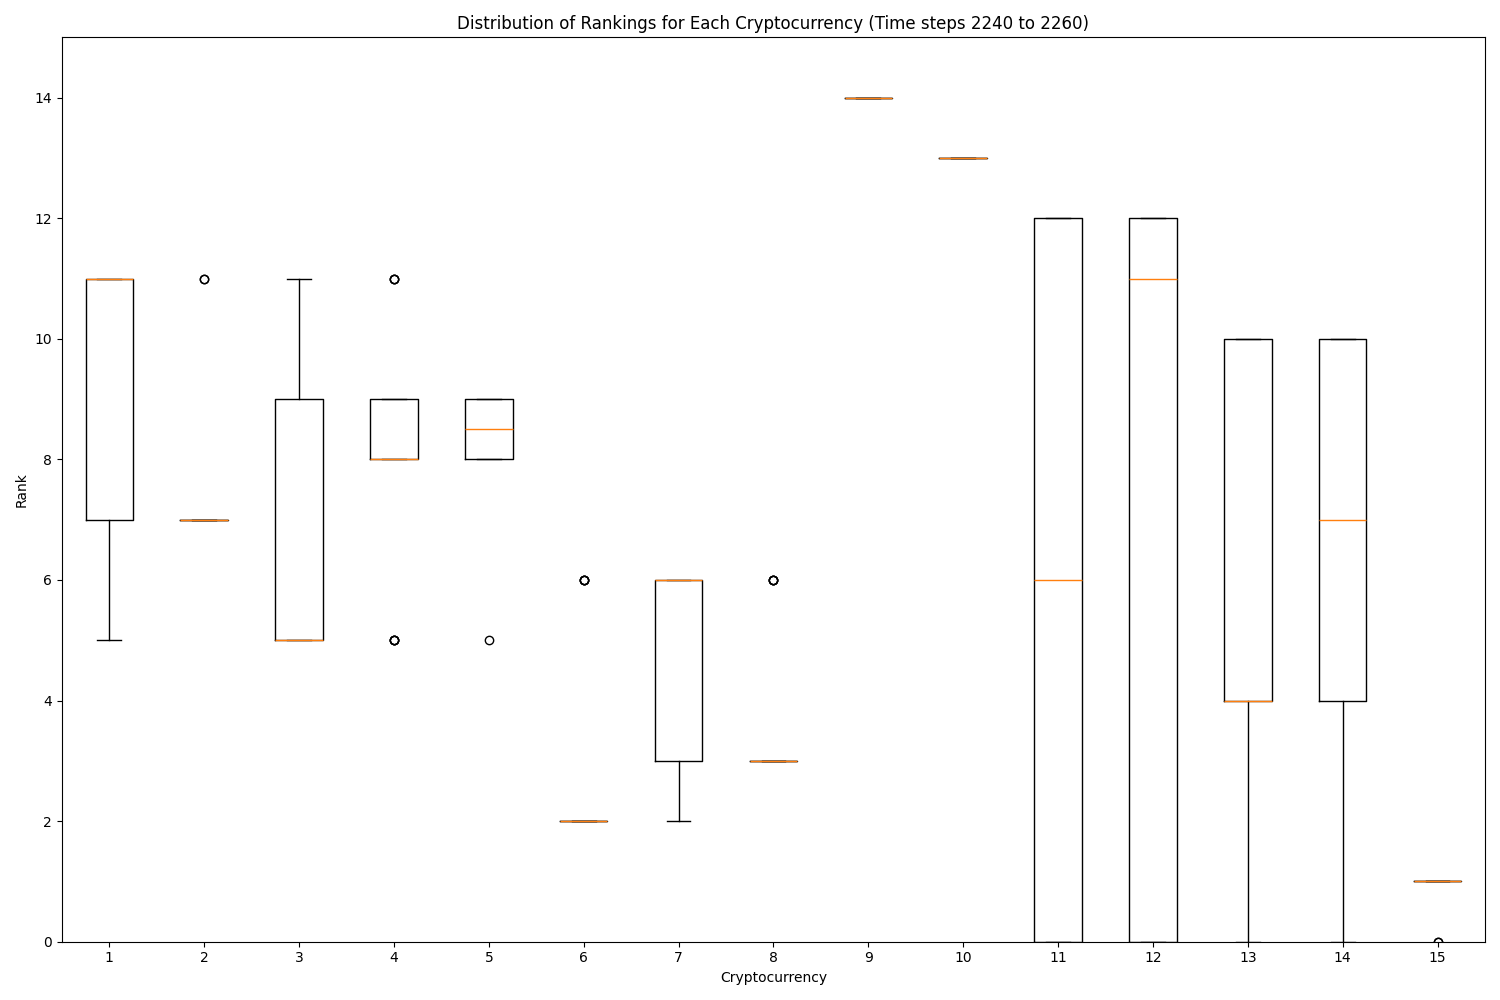 Distribution of Rankings for Each Cryptocurrency (Time steps 2240 to 2260)
Rank
14
12
10
8
6
4
2
0
1 2 3 4 5 6 7 8 9 10 11 12 13 14 15
Cryptocurrency